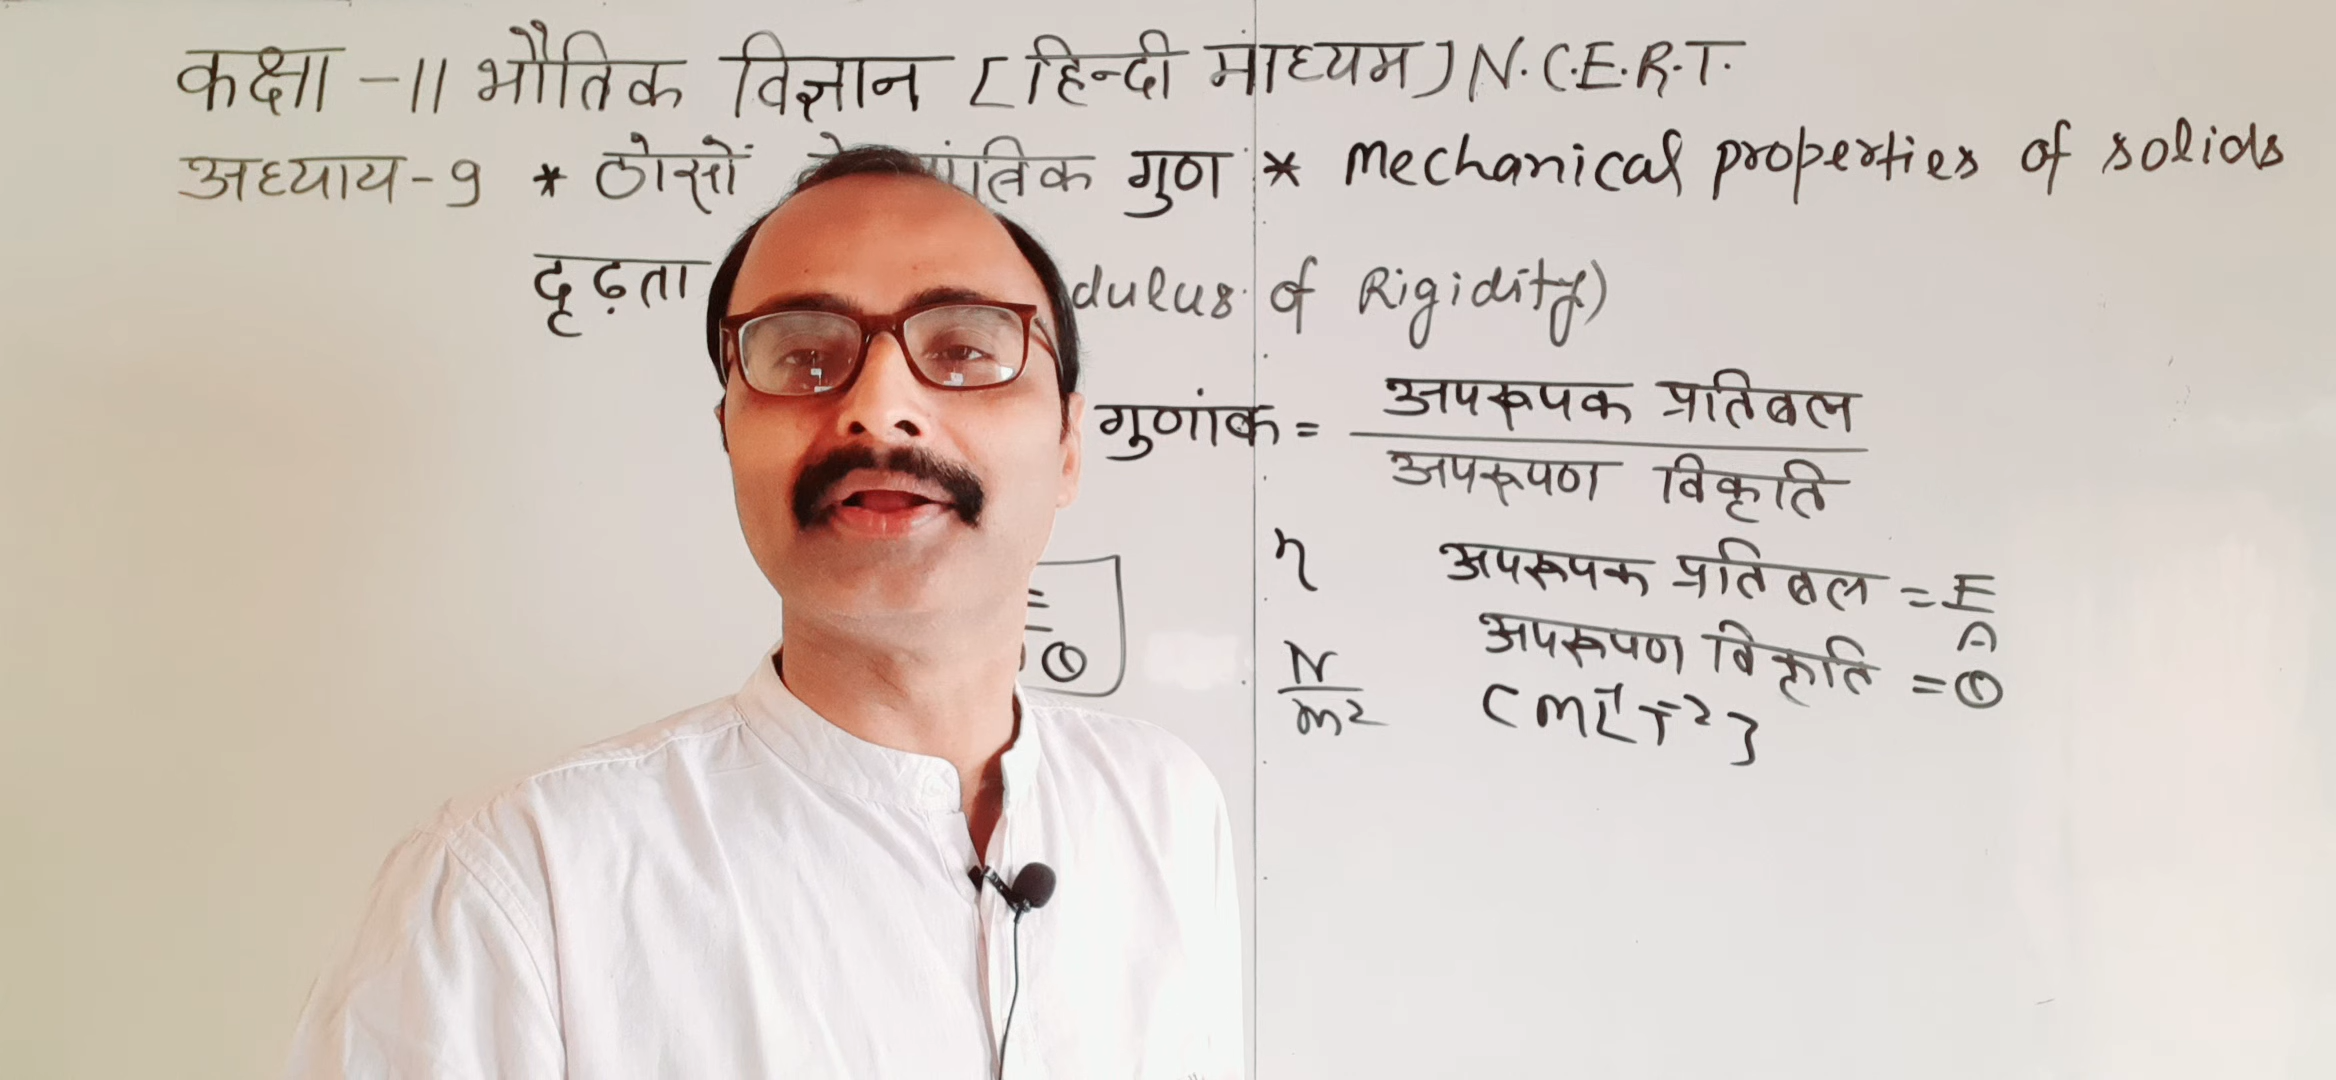 कक्षा -11 भौतिक विज्ञान [हिन्दी माध्यम) N.C.E.R.T.
अध्याय-9 * ठोसों गुण * mechanical properties of solids
दृढ़ता of Rigidity)
गुणांक = अपरूपक प्रतिबल
अपरूपण विकृति
η अपरूपक प्रतिबल = F
A
अपरूपण विकृति = θ
N
m²
[ML⁻¹T⁻²]
= θ